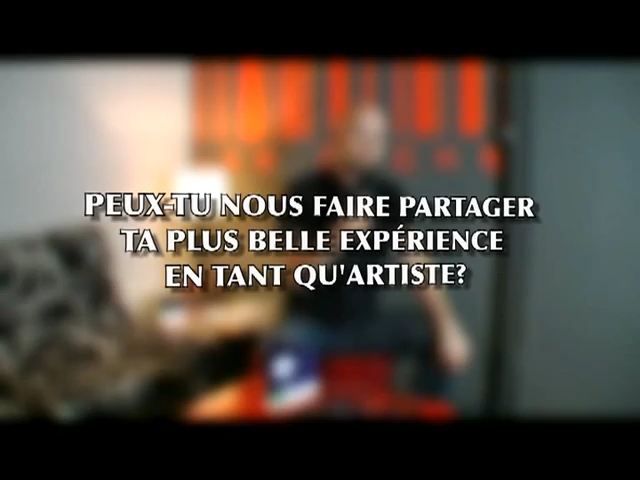 PEUX-TU NOUS FAIRE PARTAGER
TA PLUS BELLE EXPÉRIENCE
EN TANT QU'ARTISTE?